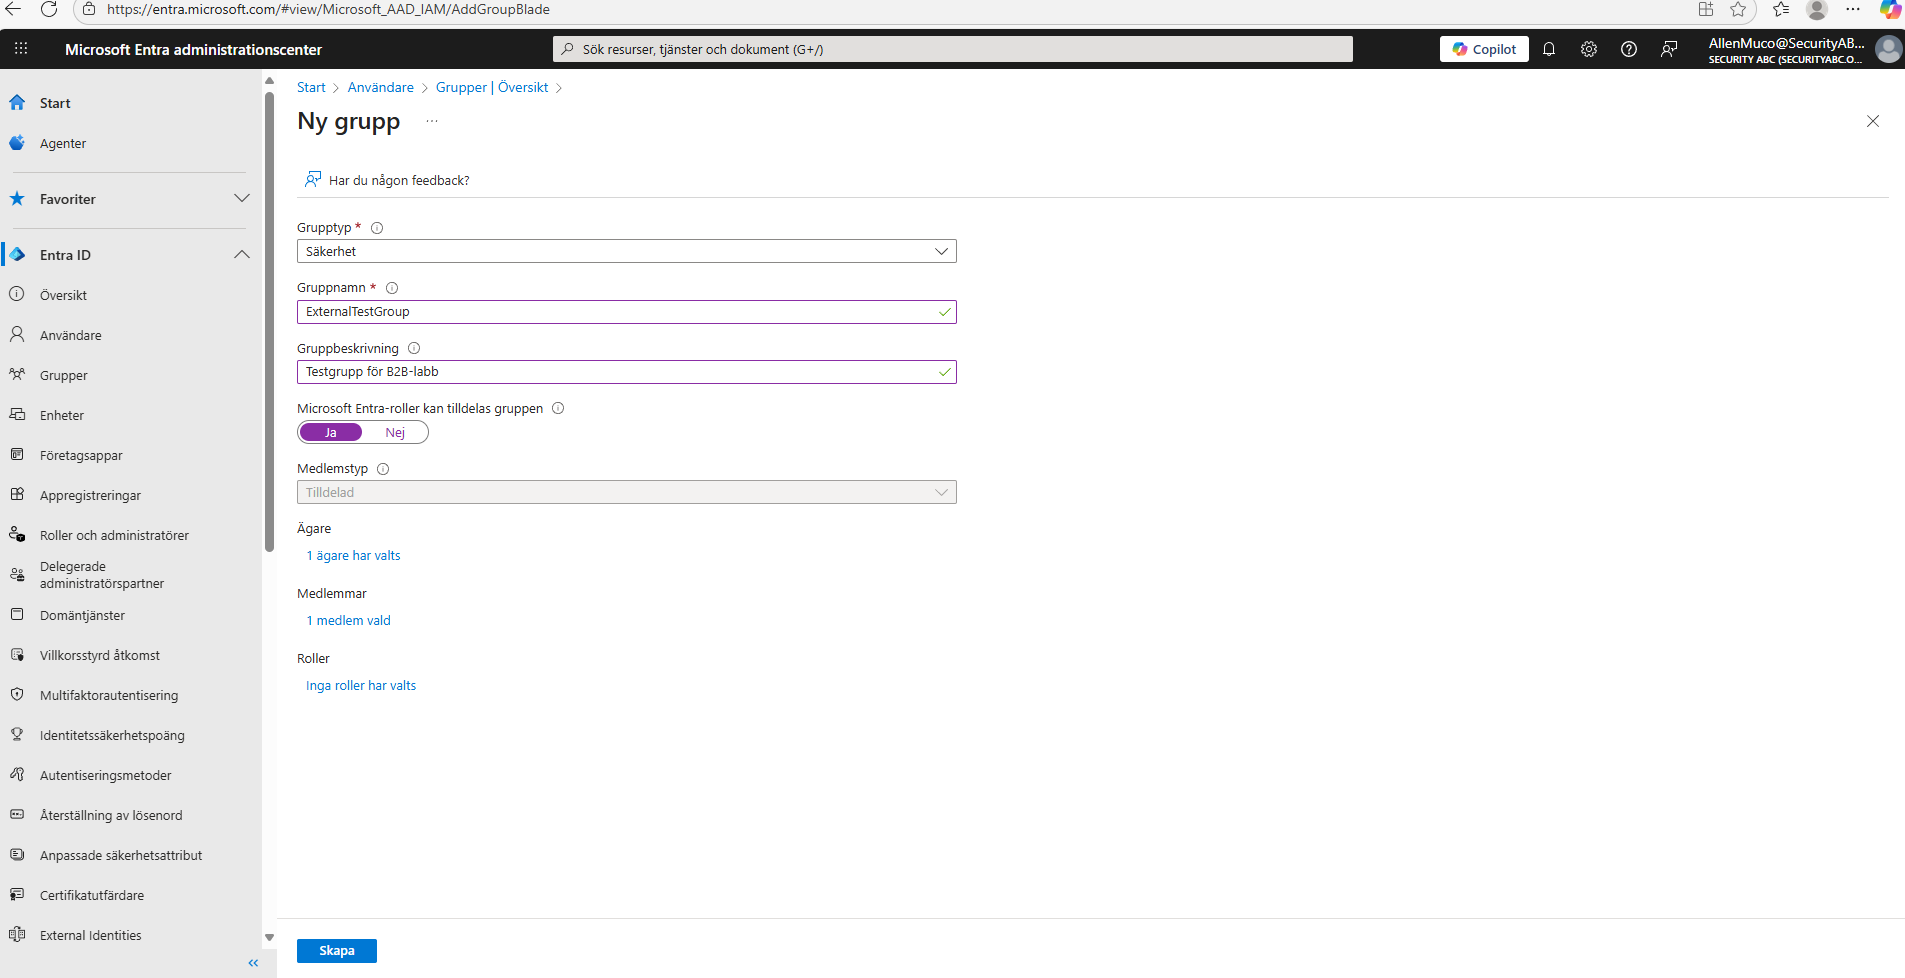 https://entra.microsoft.com/#view/Microsoft_AAD_IAM/AddGroupBlade
Microsoft Entra administrationscenter
Sök resurser, tjänster och dokument (G+/)
Copilot
AllenMuco@SecurityAB...
SECURITY ABC (SECURITYABC.O...
Start
Agenter
Favoriter
Entra ID
Översikt
Användare
Grupper
Enheter
Företagsappar
Appregistreringar
Roller och administratörer
Delegerade
administratörspartner
Domäntjänster
Villkorsstyrd åtkomst
Multifaktorautentisering
Identitetssäkerhetspoäng
Autentiseringsmetoder
Återställning av lösenord
Anpassade säkerhetsattribut
Certifikatutfärdare
External Identities
Start > Användare > Grupper | Översikt >
Ny grupp ...
Har du någon feedback?
Grupptyp *
Säkerhet
Gruppnamn *
ExternalTestGroup
Gruppbeskrivning
Testgrupp för B2B-labb
Microsoft Entra-roller kan tilldelas gruppen
Ja Nej
Medlemstyp
Tilldelad
Ägare
1 ägare har valts
Medlemmar
1 medlem vald
Roller
Inga roller har valts
Skapa